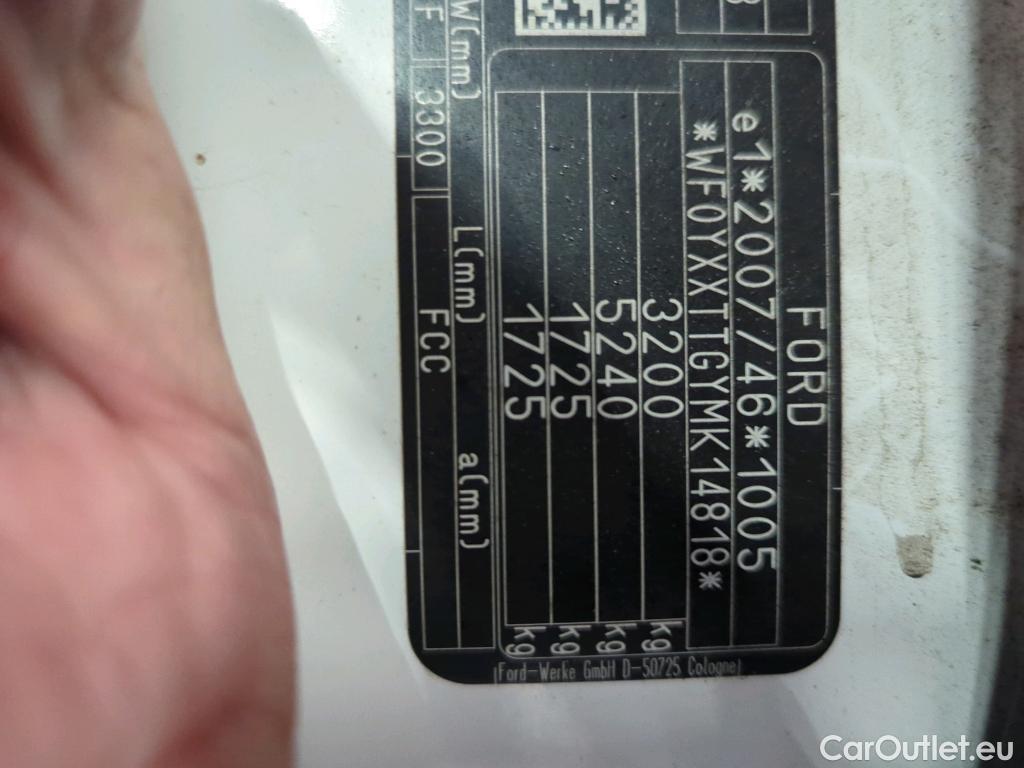 FORD
e1*2007/46*1005
*WF0YXXTTGYMK14818*
3200 kg
5240 kg
1725 kg
1725 kg
W(mm) L(mm) a(mm)
F 3300 FCC
Ford-Werke GmbH D-50725 Cologne
CarOutlet.eu